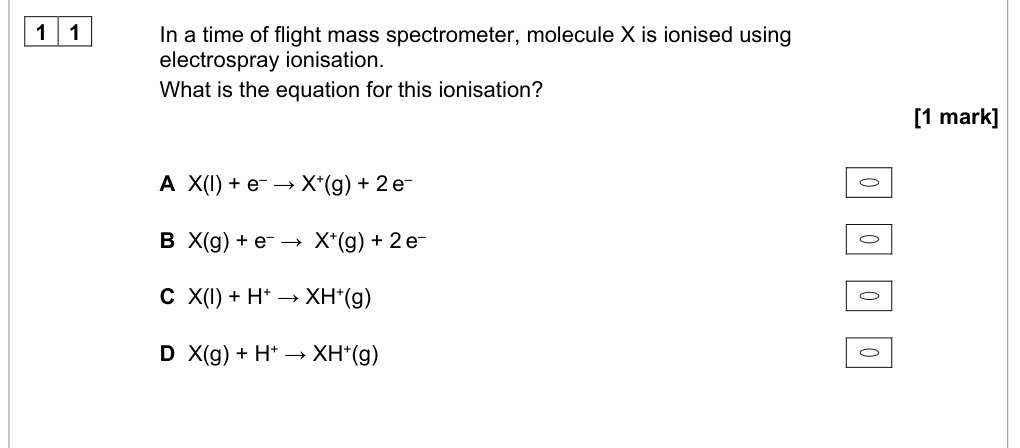 1 1
In a time of flight mass spectrometer, molecule X is ionised using
electrospray ionisation.
What is the equation for this ionisation?
[1 mark]
A X(l) + e⁻ → X⁺(g) + 2 e⁻
B X(g) + e⁻ → X⁺(g) + 2 e⁻
C X(l) + H⁺ → XH⁺(g)
D X(g) + H⁺ → XH⁺(g)